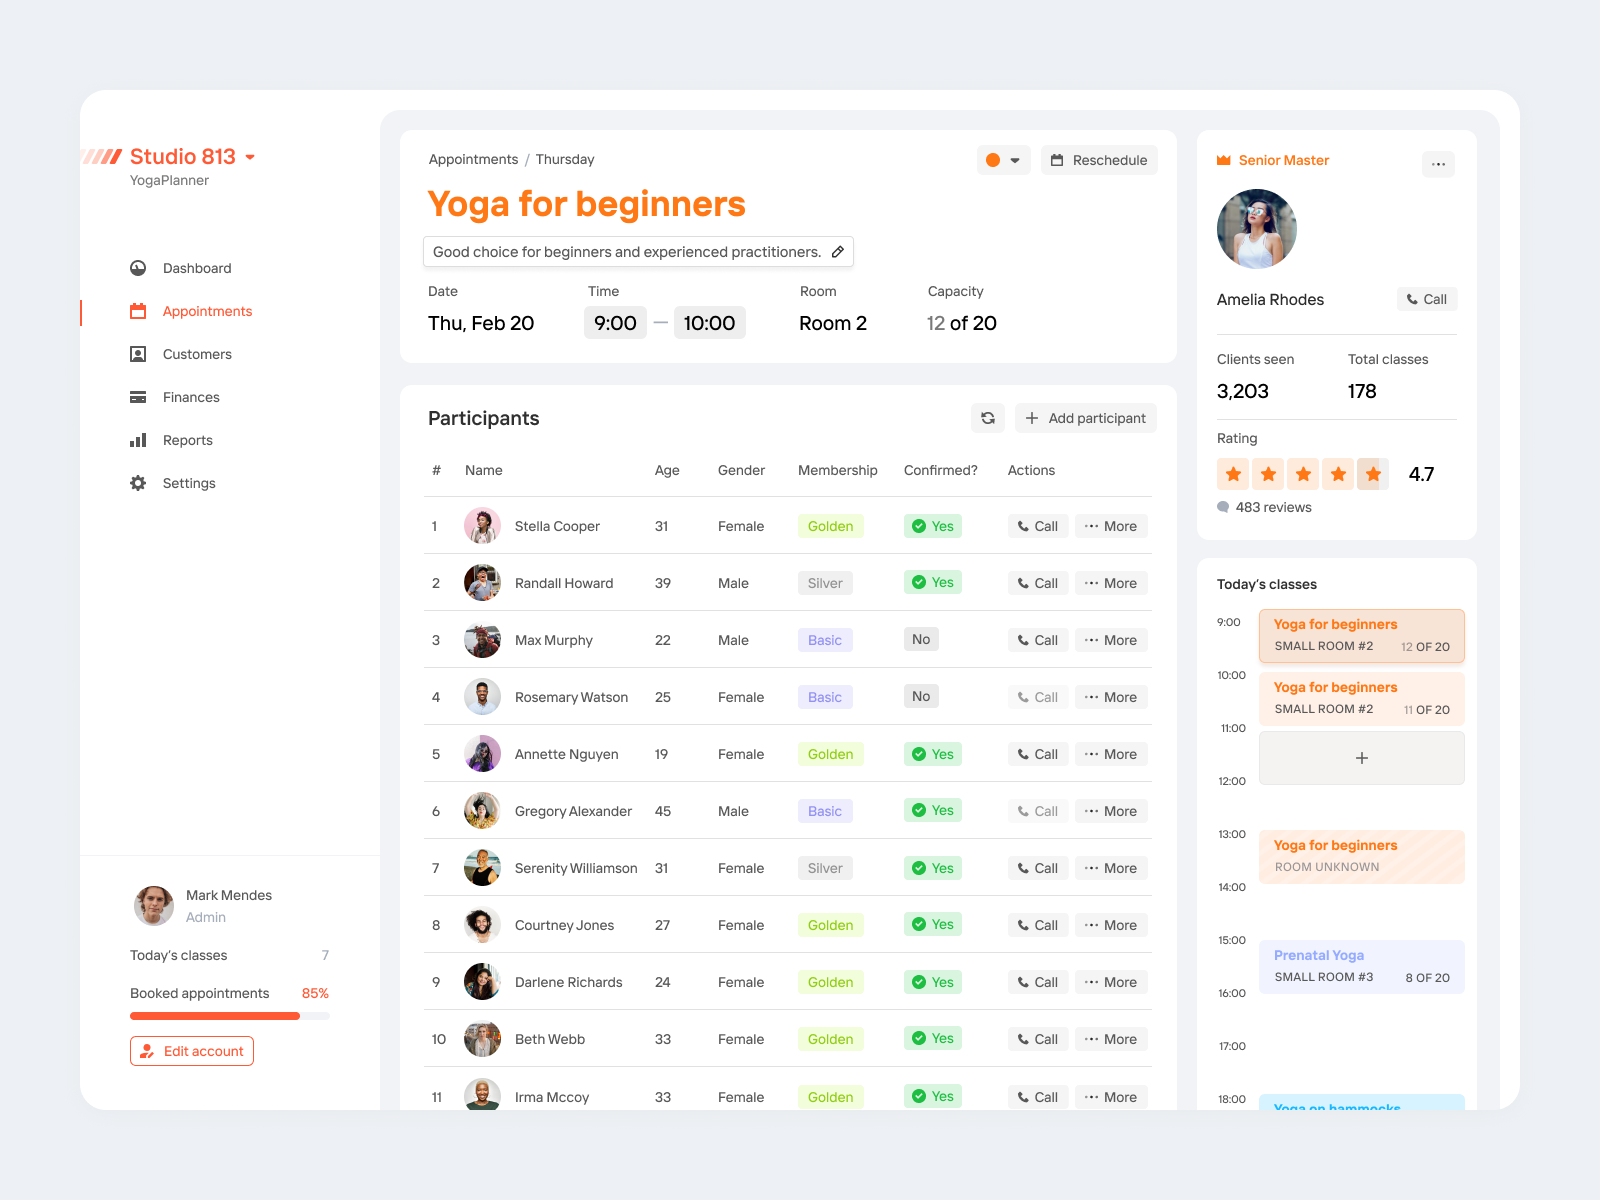 Studio 813
YogaPlanner
Dashboard
Appointments
Customers
Finances
Reports
Settings
Mark Mendes
Admin
Today's classes 7
Booked appointments 85%
Edit account
Appointments / Thursday
Reschedule
Yoga for beginners
Good choice for beginners and experienced practitioners.
Date Time Room Capacity
Thu, Feb 20 9:00 — 10:00 Room 2 12 of 20
Participants
Add participant
# Name Age Gender Membership Confirmed? Actions
1 Stella Cooper 31 Female Golden Yes Call More
2 Randall Howard 39 Male Silver Yes Call More
3 Max Murphy 22 Male Basic No Call More
4 Rosemary Watson 25 Female Basic No Call More
5 Annette Nguyen 19 Female Golden Yes Call More
6 Gregory Alexander 45 Male Basic Yes Call More
7 Serenity Williamson 31 Female Silver Yes Call More
8 Courtney Jones 27 Female Golden Yes Call More
9 Darlene Richards 24 Female Golden Yes Call More
10 Beth Webb 33 Female Golden Yes Call More
11 Irma Mccoy 33 Female Golden Yes Call More
Senior Master
Amelia Rhodes
Call
Clients seen Total classes
3,203 178
Rating
4.7
483 reviews
Today's classes
9:00
Yoga for beginners
SMALL ROOM #2 12 OF 20
10:00
Yoga for beginners
SMALL ROOM #2 11 OF 20
11:00
12:00
13:00
Yoga for beginners
ROOM UNKNOWN
14:00
15:00
Prenatal Yoga
SMALL ROOM #3 8 OF 20
16:00
17:00
18:00
Yoga on hammocks